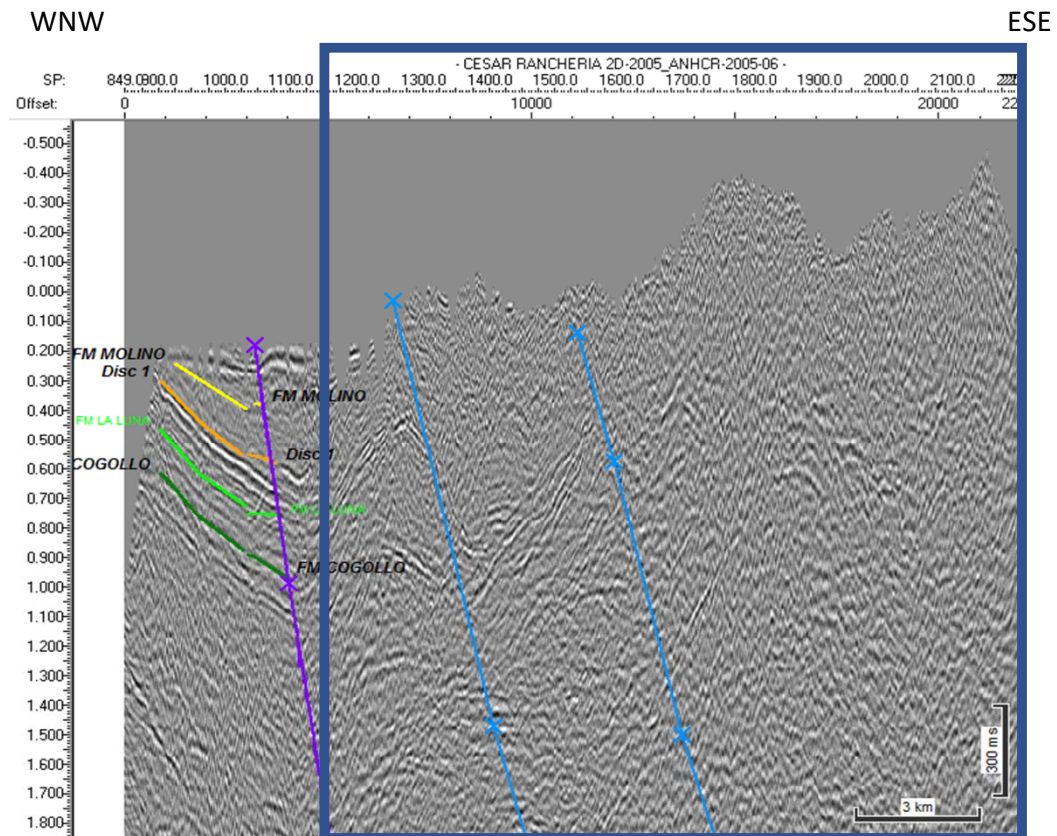 WNW ESE
- CESAR RANCHERIA 2D-2005_ANHCR-2005-06 -
SP: 849.0 900.0 1000.0 1100.0 1200.0 1300.0 1400.0 1500.0 1600.0 1700.0 1800.0 1900.0 2000.0 2100.0
Offset: 0 10000 20000
-0.500
-0.400
-0.300
-0.200
-0.100
0.000
0.100
0.200
0.300
0.400
0.500
0.600
0.700
0.800
0.900
1.000
1.100
1.200
1.300
1.400
1.500
1.600
1.700
1.800
FM MOLINO
Disc 1
FM MOLINO
FM LA LUNA
Disc 1
COGOLLO
FM LA LUNA
FM COGOLLO
300 ms
3 km